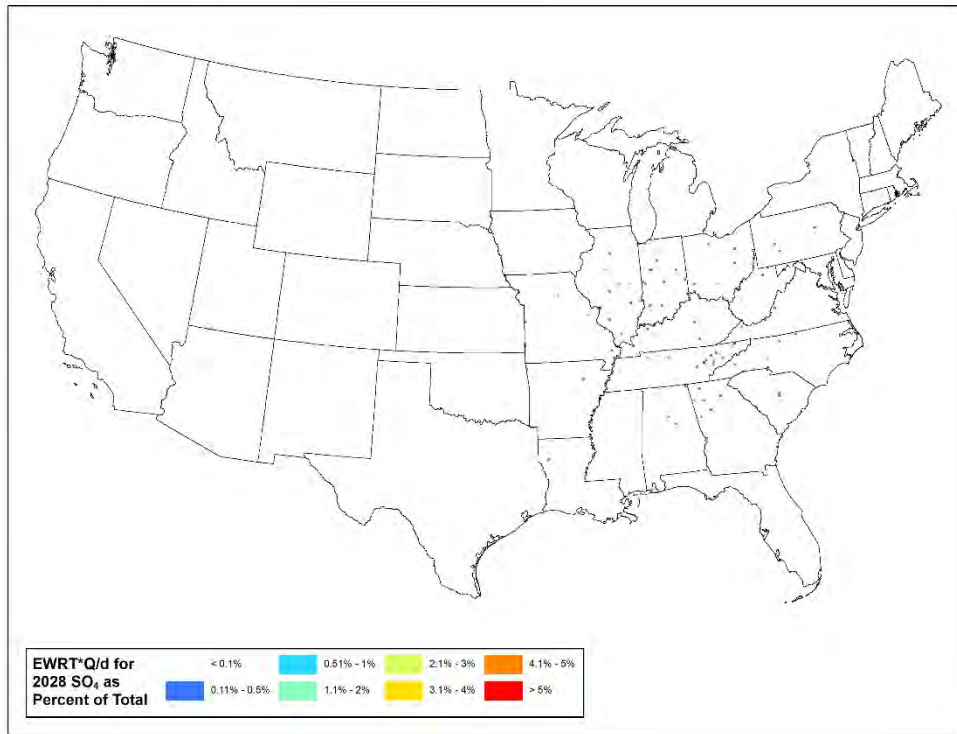 EWRT*Q/d for
2028 SO₄ as
Percent of Total
< 0.1%
0.11% - 0.5%
0.51% - 1%
1.1% - 2%
2.1% - 3%
3.1% - 4%
4.1% - 5%
> 5%